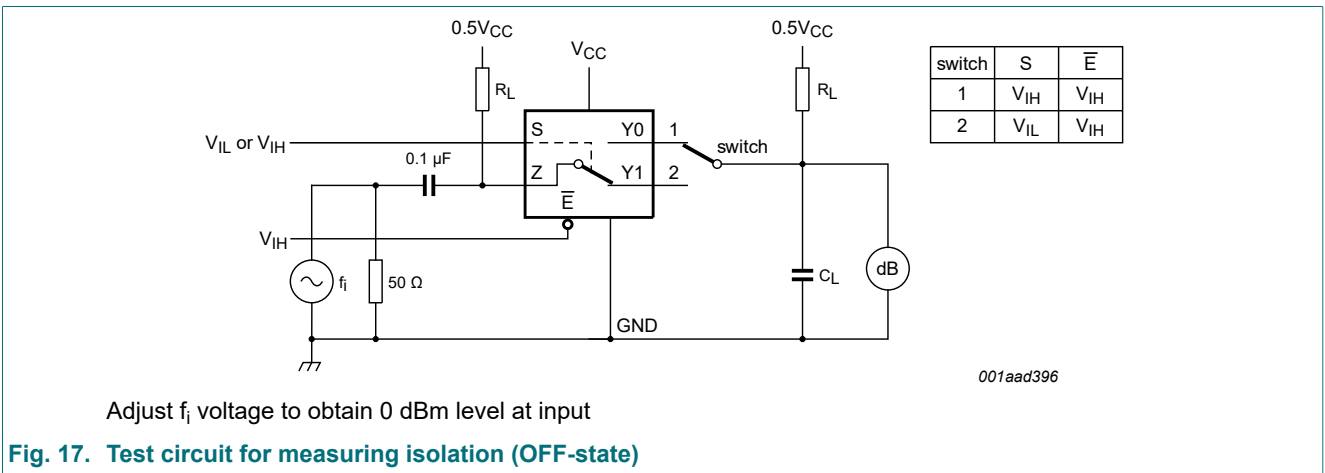 0.5VCC
0.5VCC
VCC
RL
RL
switch S E̅
1 VIH VIH
2 VIL VIH
VIL or VIH
S
Y0
1
switch
0.1 µF
Z
Y1
2
E̅
VIH
fi
50 Ω
CL
dB
GND
001aad396
Adjust fi voltage to obtain 0 dBm level at input
Fig. 17. Test circuit for measuring isolation (OFF-state)